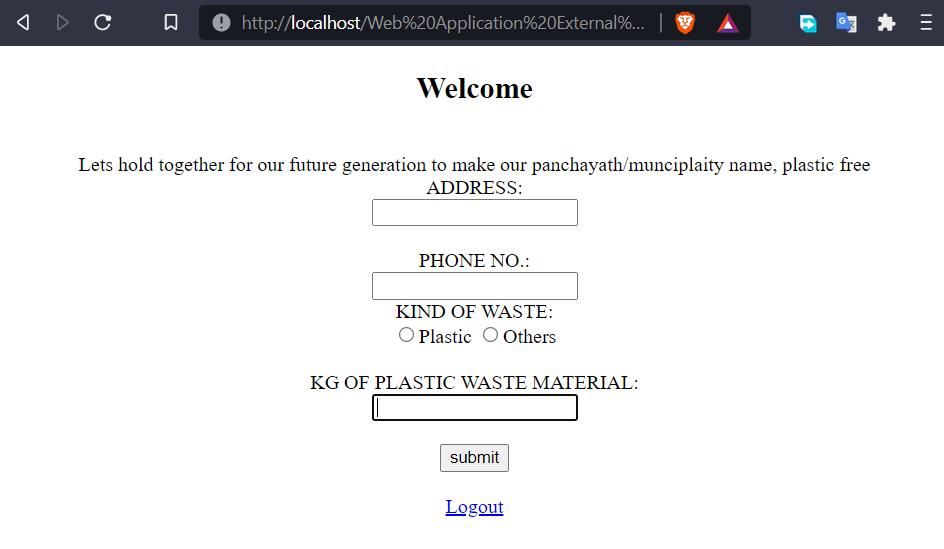 http://localhost/Web%20Application%20External%...
Welcome
Lets hold together for our future generation to make our panchayath/munciplaity name, plastic free
ADDRESS:
PHONE NO.:
KIND OF WASTE:
Plastic Others
KG OF PLASTIC WASTE MATERIAL:
submit
Logout